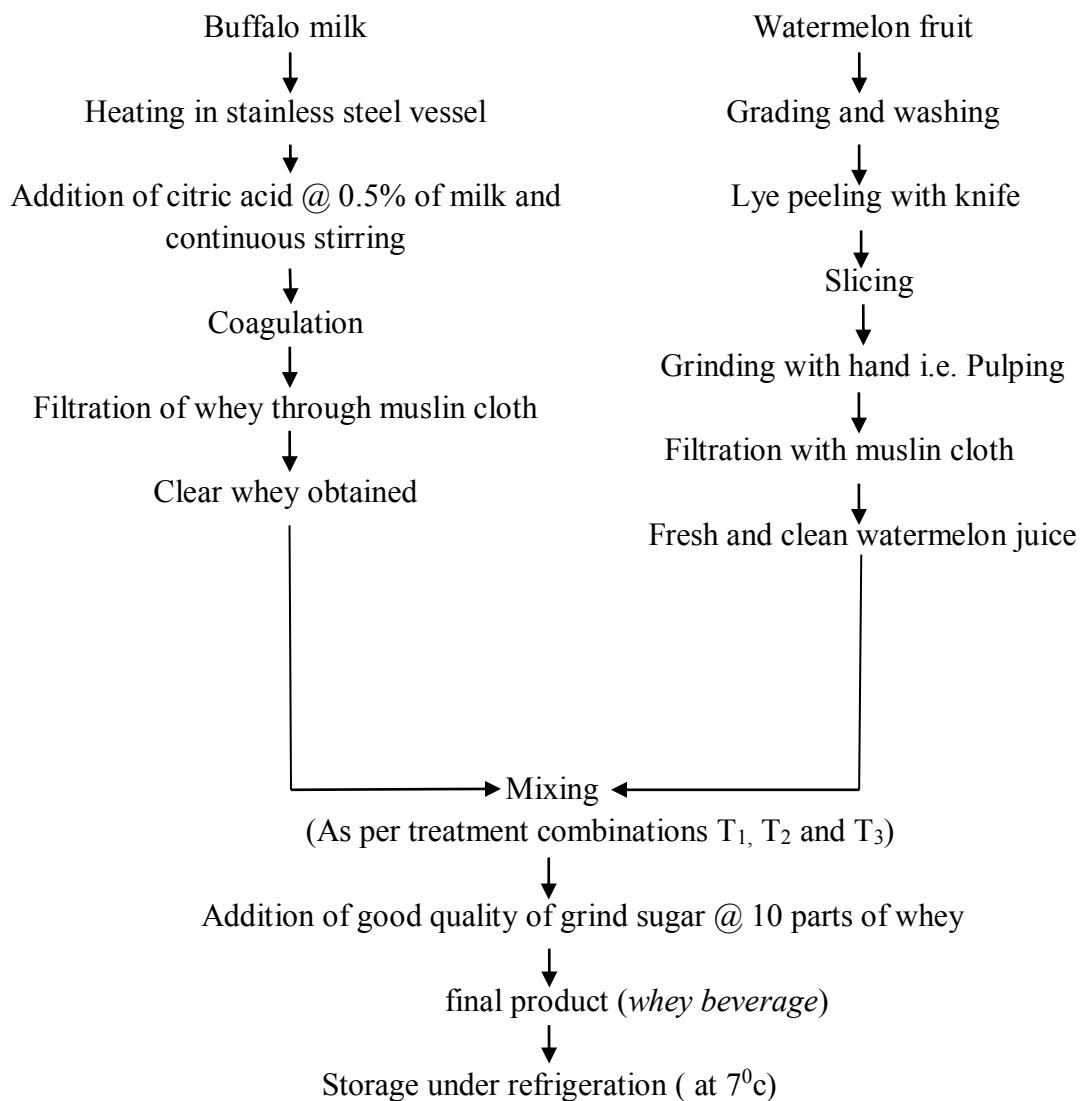 Buffalo milk
Heating in stainless steel vessel
Addition of citric acid @ 0.5% of milk and
continuous stirring
Coagulation
Filtration of whey through muslin cloth
Clear whey obtained
Watermelon fruit
Grading and washing
Lye peeling with knife
Slicing
Grinding with hand i.e. Pulping
Filtration with muslin cloth
Fresh and clean watermelon juice
Mixing
(As per treatment combinations T₁, T₂ and T₃)
Addition of good quality of grind sugar @ 10 parts of whey
final product (whey beverage)
Storage under refrigeration ( at 7⁰c)